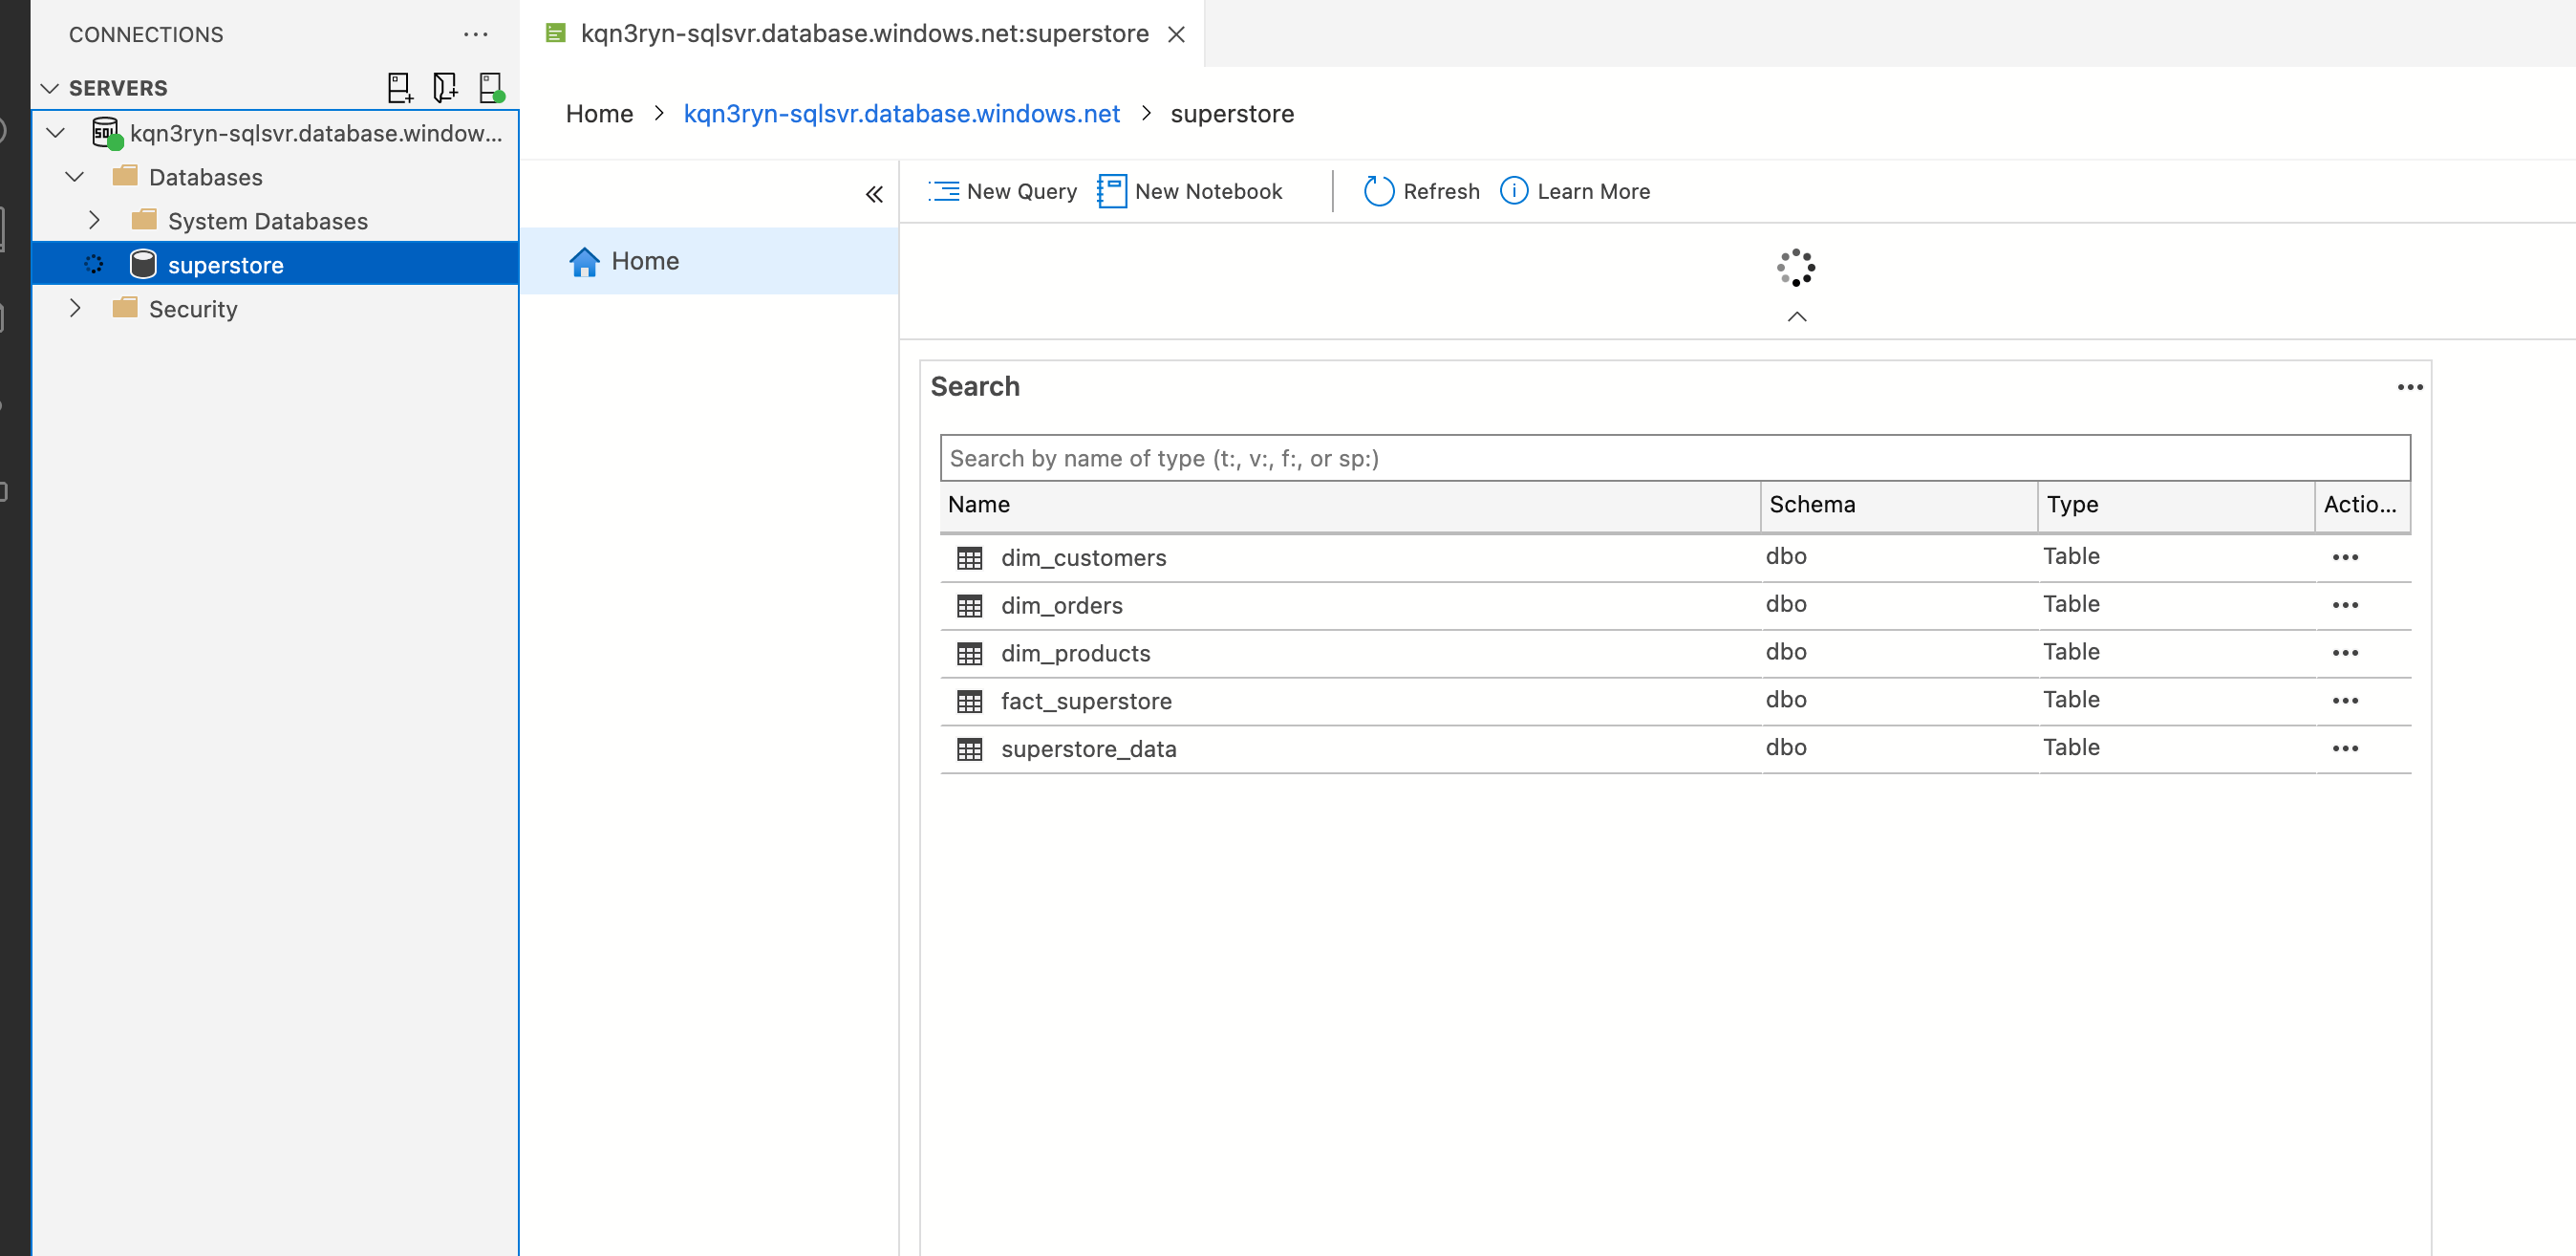 CONNECTIONS
SERVERS
kqn3ryn-sqlsvr.database.window...
Databases
System Databases
superstore
Security
kqn3ryn-sqlsvr.database.windows.net:superstore
Home > kqn3ryn-sqlsvr.database.windows.net > superstore
New Query New Notebook Refresh Learn More
Home
Search
Search by name of type (t:, v:, f:, or sp:)
Name Schema Type Actio...
dim_customers dbo Table
dim_orders dbo Table
dim_products dbo Table
fact_superstore dbo Table
superstore_data dbo Table